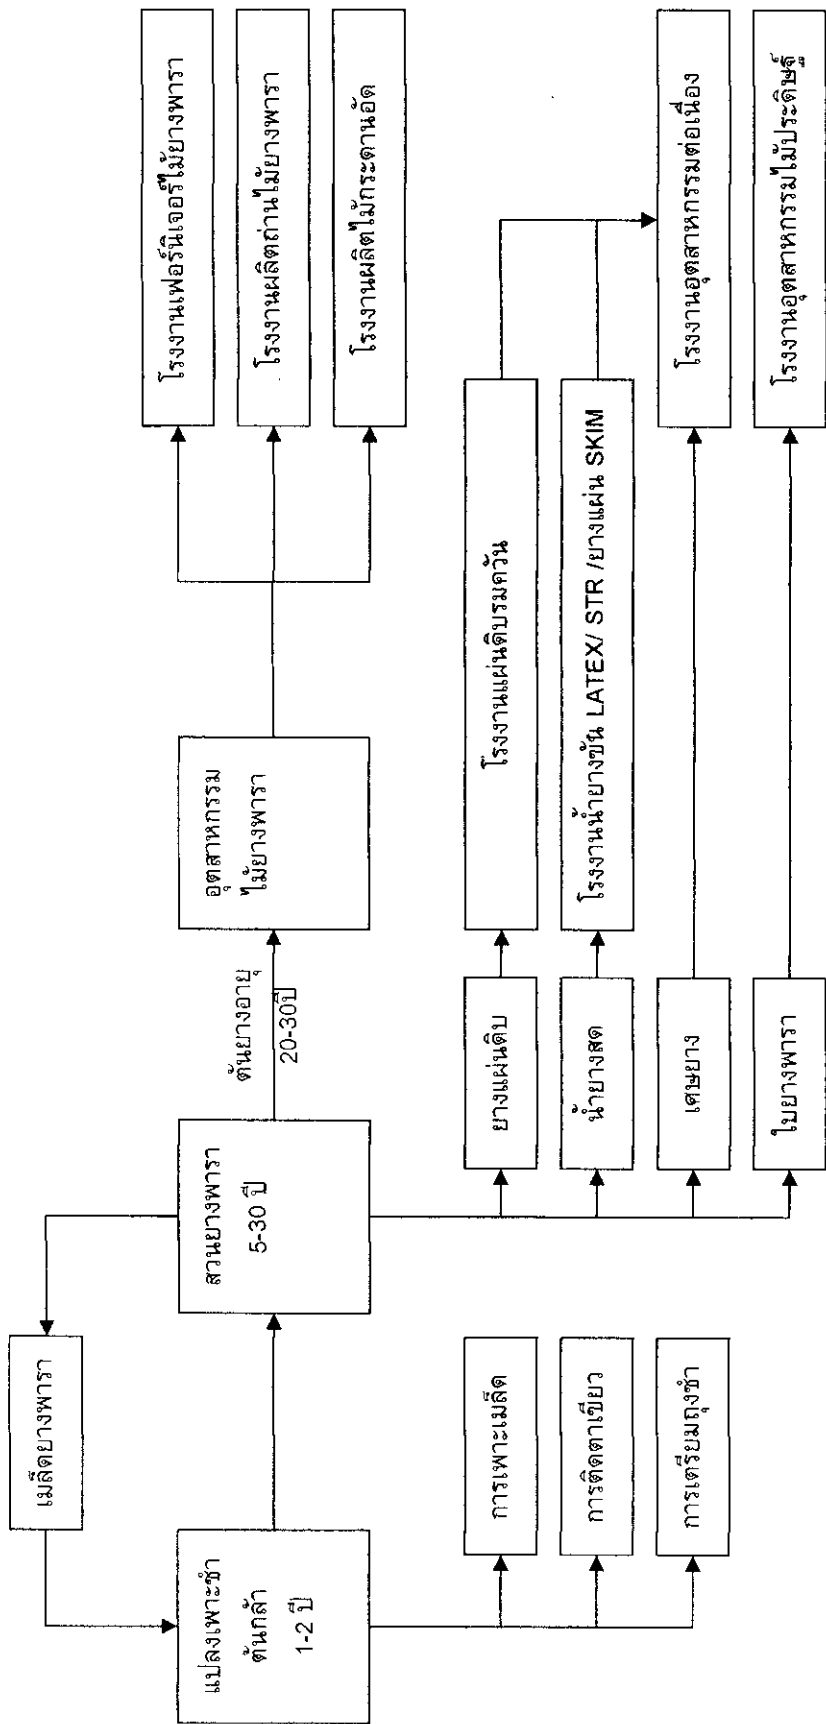 เมล็ดยางพารา
แปลงเพาะชำ
ต้นกล้า
1-2 ปี
สวนยางพารา
5-30 ปี
ต้นยางอายุ
20-30ปี
อุตสาหกรรม
ไม้ยางพารา
โรงงานเฟอร์นิเจอร์ไม้ยางพารา
โรงงานผลิตถ่านไม้ยางพารา
โรงงานผลิตไม้กระดานอัด
การเพาะเมล็ด
การติดตาเขียว
การเตรียมถุงชำ
ยางแผ่นดิบ
โรงงานแผ่นดิบรมควัน
น้ำยางสด
โรงงานน้ำยางข้น LATEX/ STR /ยางแผ่น SKIM
เศษยาง
โรงงานอุตสาหกรรมต่อเนื่อง
ใบยางพารา
โรงงานอุตสาหกรรมไม้ประดิษฐ์